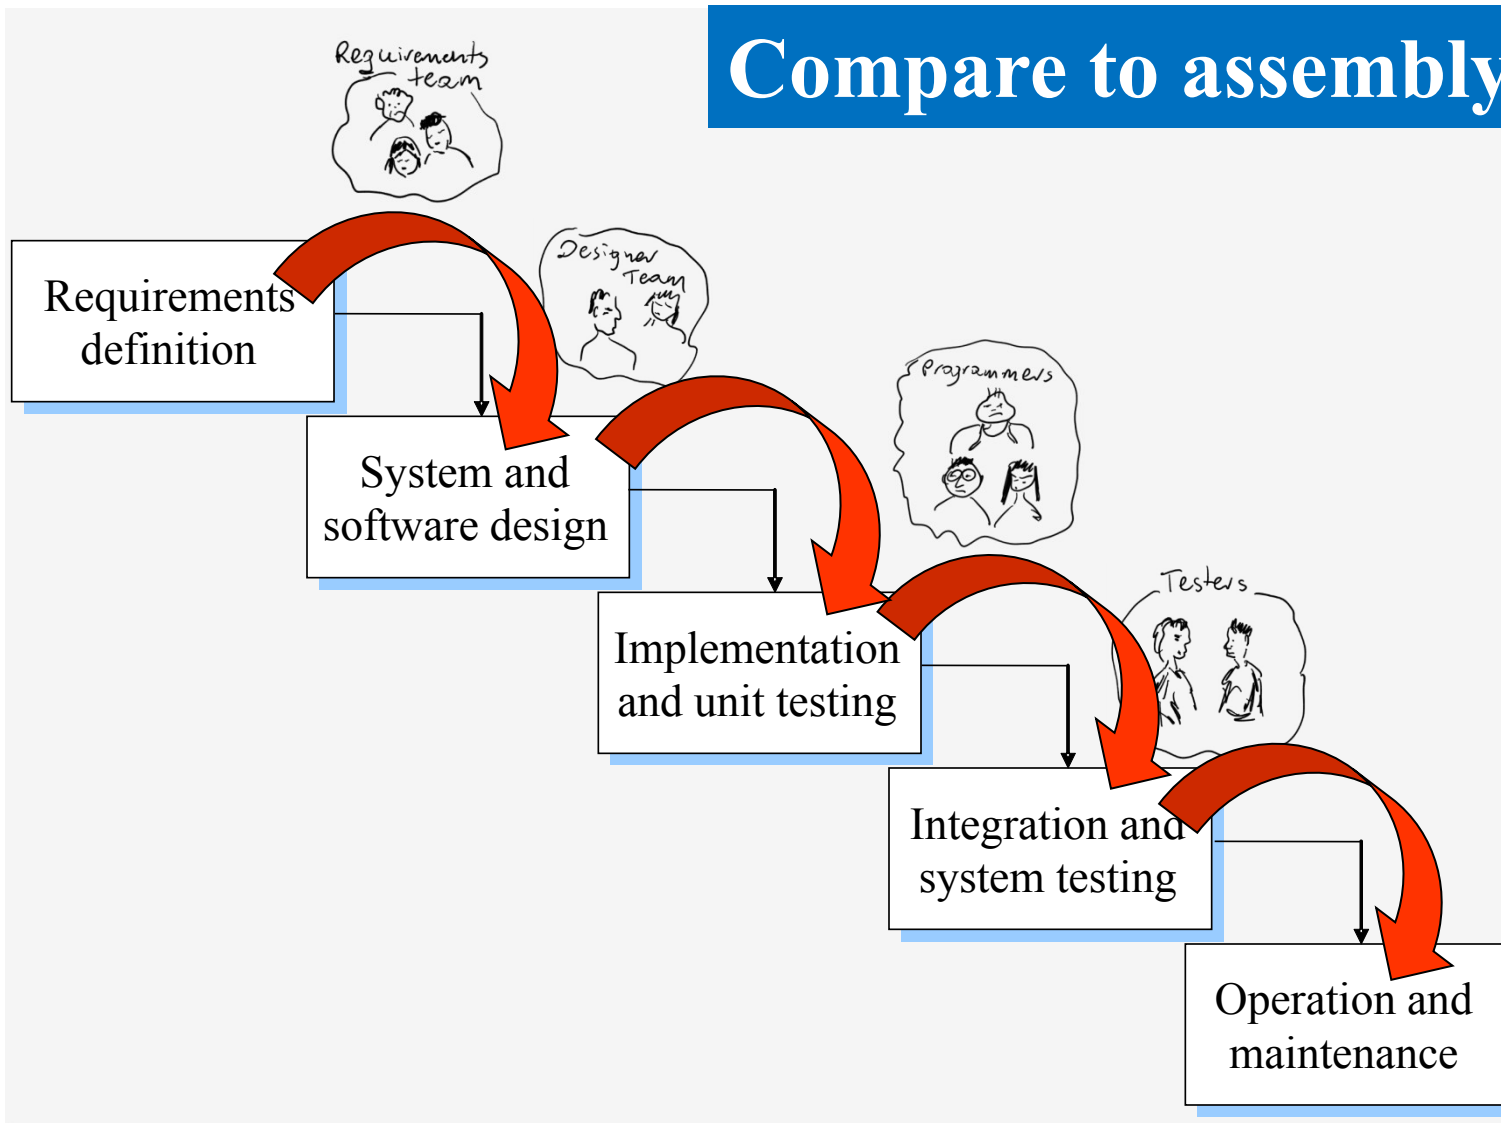 Compare to assembly
Requirements
team
Requirements
definition
Designer
Team
System and
software design
Programmers
Implementation
and unit testing
Testers
Integration and
system testing
Operation and
maintenance